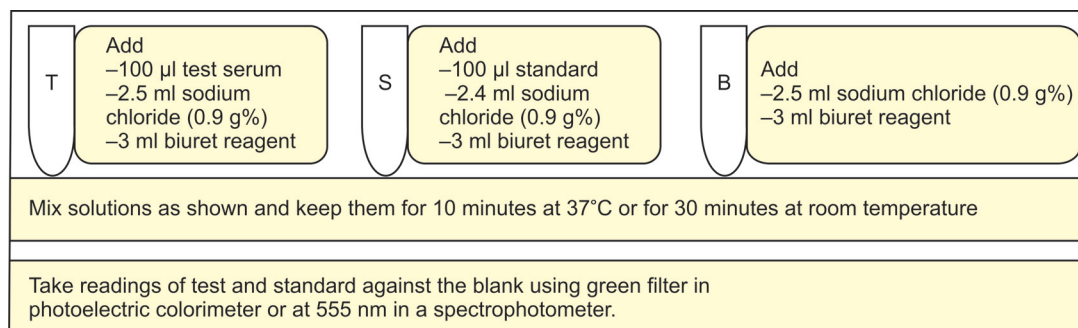 T
Add
–100 µl test serum
–2.5 ml sodium
chloride (0.9 g%)
–3 ml biuret reagent
S
Add
–100 µl standard
–2.4 ml sodium
chloride (0.9 g%)
–3 ml biuret reagent
B
Add
–2.5 ml sodium chloride (0.9 g%)
–3 ml biuret reagent
Mix solutions as shown and keep them for 10 minutes at 37°C or for 30 minutes at room temperature
Take readings of test and standard against the blank using green filter in
photoelectric colorimeter or at 555 nm in a spectrophotometer.